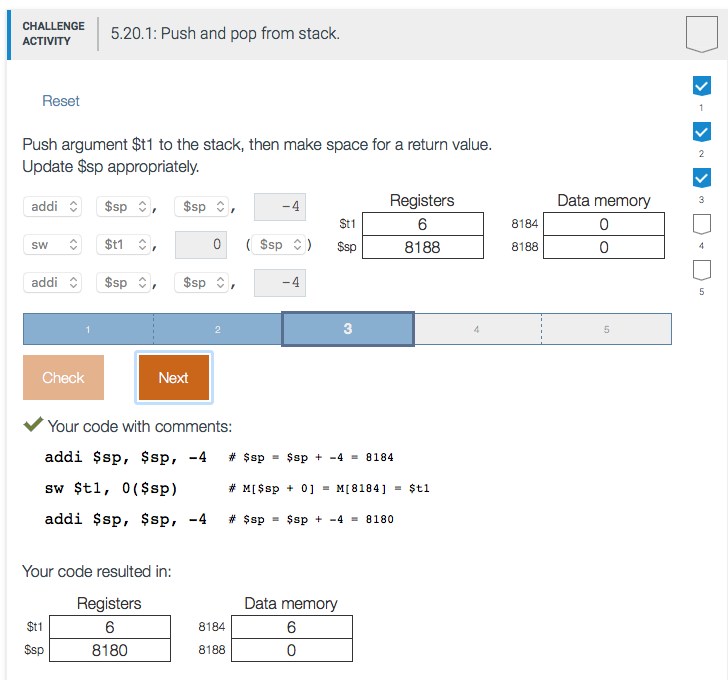 CHALLENGE ACTIVITY
5.20.1: Push and pop from stack.
Reset
1
2
3
4
5
Push argument $t1 to the stack, then make space for a return value.
Update $sp appropriately.
addi $sp , $sp , -4
sw $t1 , 0 ( $sp )
addi $sp , $sp , -4
Registers
$t1 6
$sp 8188
Data memory
8184 0
8188 0
1 2 3 4 5
Check Next
Your code with comments:
addi $sp, $sp, -4 # $sp = $sp + -4 = 8184
sw $t1, 0($sp) # M[$sp + 0] = M[8184] = $t1
addi $sp, $sp, -4 # $sp = $sp + -4 = 8180
Your code resulted in:
Registers Data memory
$t1 6 8184 6
$sp 8180 8188 0